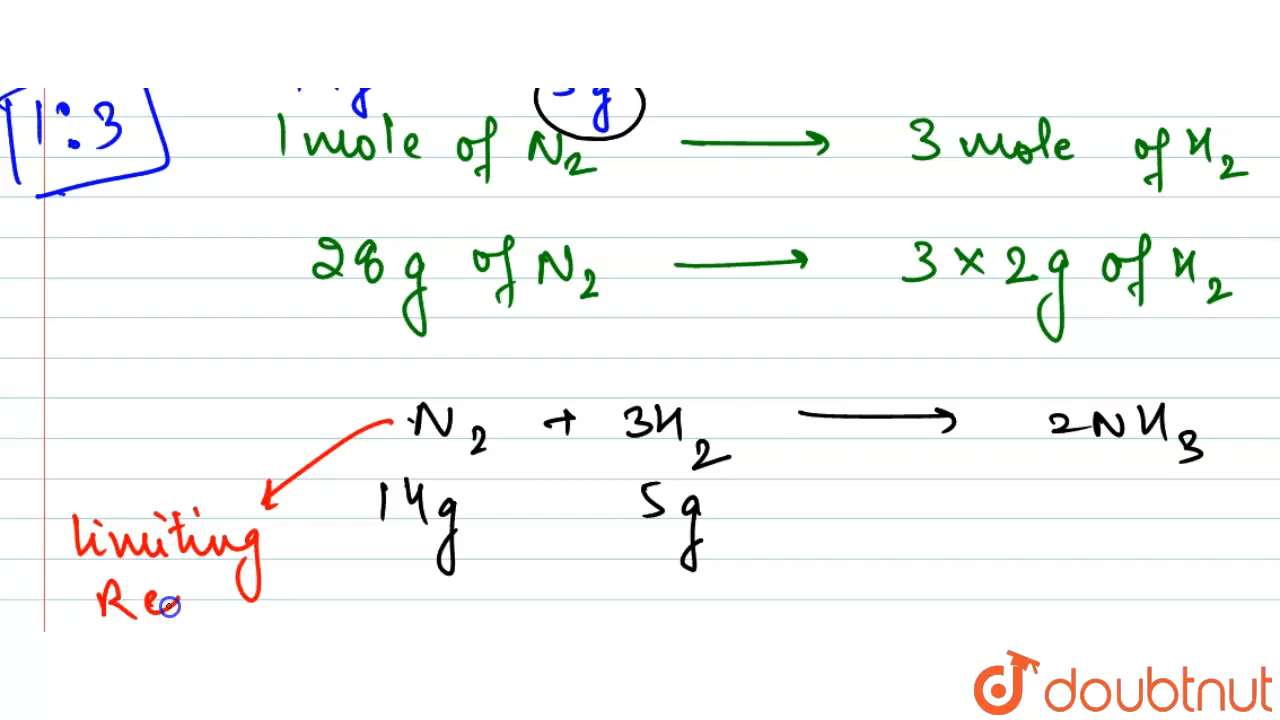 1:3
1 mole of N2 → 3 mole of H2
28 g of N2 → 3 × 2g of H2
N2 + 3H2 → 2NH3
14g 5g
limiting
Re
doubtnut